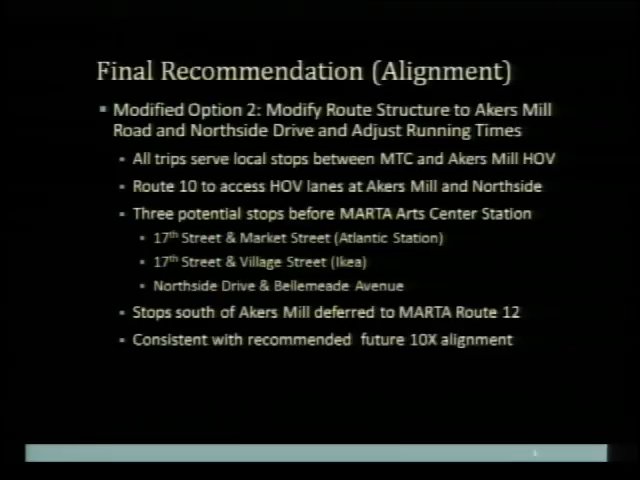 Final Recommendation (Alignment)
Modified Option 2: Modify Route Structure to Akers Mill
Road and Northside Drive and Adjust Running Times
All trips serve local stops between MTC and Akers Mill HOV
Route 10 to access HOV lanes at Akers Mill and Northside
Three potential stops before MARTA Arts Center Station
17th Street & Market Street (Atlantic Station)
17th Street & Village Street (Ikea)
Northside Drive & Bellemeade Avenue
Stops south of Akers Mill deferred to MARTA Route 12
Consistent with recommended future 10X alignment